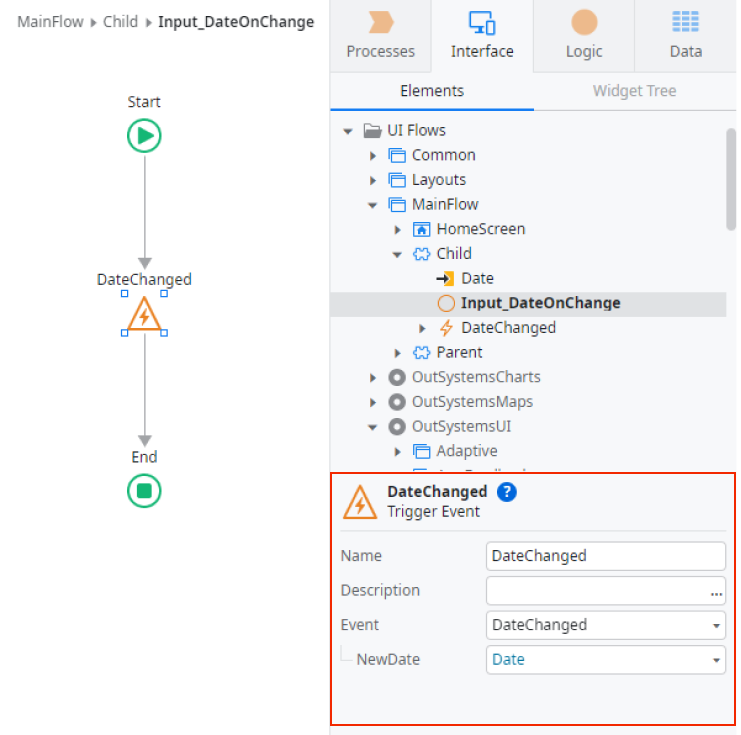 MainFlow Child Input_DateOnChange
Start
DateChanged
End
Processes Interface Logic Data
Elements Widget Tree
UI Flows
Common
Layouts
MainFlow
HomeScreen
Child
Date
Input_DateOnChange
DateChanged
Parent
OutSystemsCharts
OutSystemsMaps
OutSystemsUI
Adaptive
DateChanged ?
Trigger Event
Name DateChanged
Description ...
Event DateChanged
NewDate Date